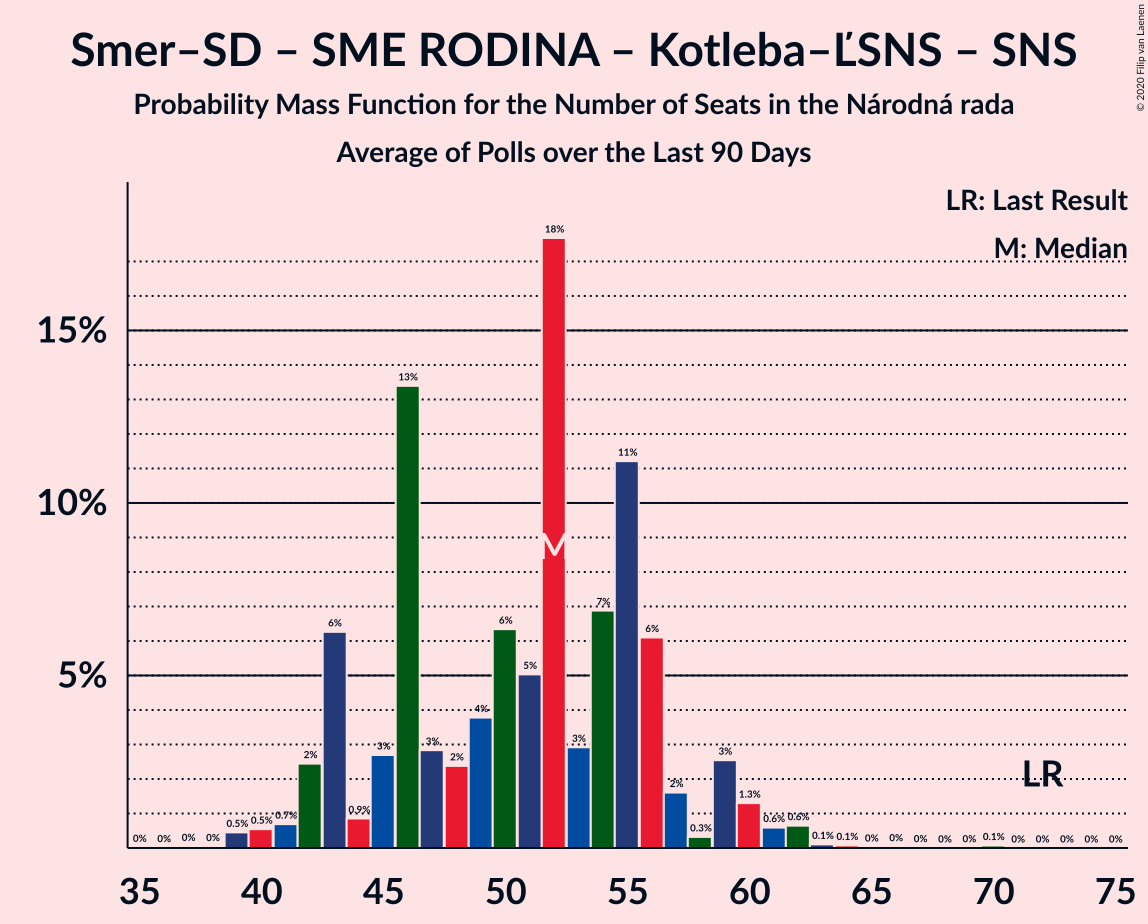 Smer–SD – SME RODINA – Kotleba–ĽSNS – SNS
Probability Mass Function for the Number of Seats in the Národná rada
Average of Polls over the Last 90 Days
© 2020 Filip van Laenen
LR: Last Result
M: Median
15%
10%
5%
0% 0% 0% 0% 0.5% 0.5% 0.7% 2% 6% 0.9% 3% 13% 3% 2% 4% 6% 5% 18% 3% 7% 11% 6% 2% 0.3% 3% 1.3% 0.6% 0.6% 0.1% 0.1% 0% 0% 0% 0% 0% 0.1% 0% 0% 0% 0% 0%
M
LR
35 40 45 50 55 60 65 70 75